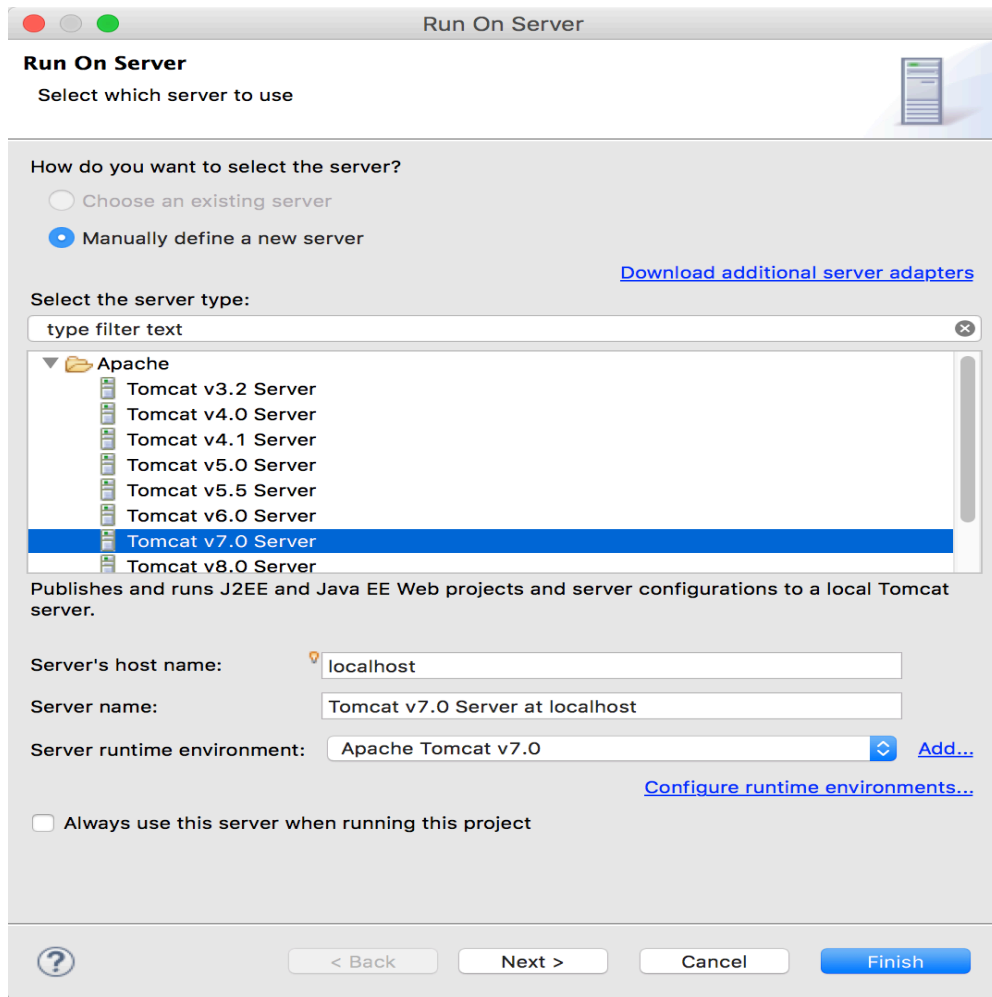 Run On Server
Run On Server
Select which server to use
How do you want to select the server?
Choose an existing server
Manually define a new server
Download additional server adapters
Select the server type:
type filter text
Apache
Tomcat v3.2 Server
Tomcat v4.0 Server
Tomcat v4.1 Server
Tomcat v5.0 Server
Tomcat v5.5 Server
Tomcat v6.0 Server
Tomcat v7.0 Server
Tomcat v8.0 Server
Publishes and runs J2EE and Java EE Web projects and server configurations to a local Tomcat
server.
Server's host name: localhost
Server name: Tomcat v7.0 Server at localhost
Server runtime environment: Apache Tomcat v7.0 Add...
Configure runtime environments...
Always use this server when running this project
? < Back Next > Cancel Finish